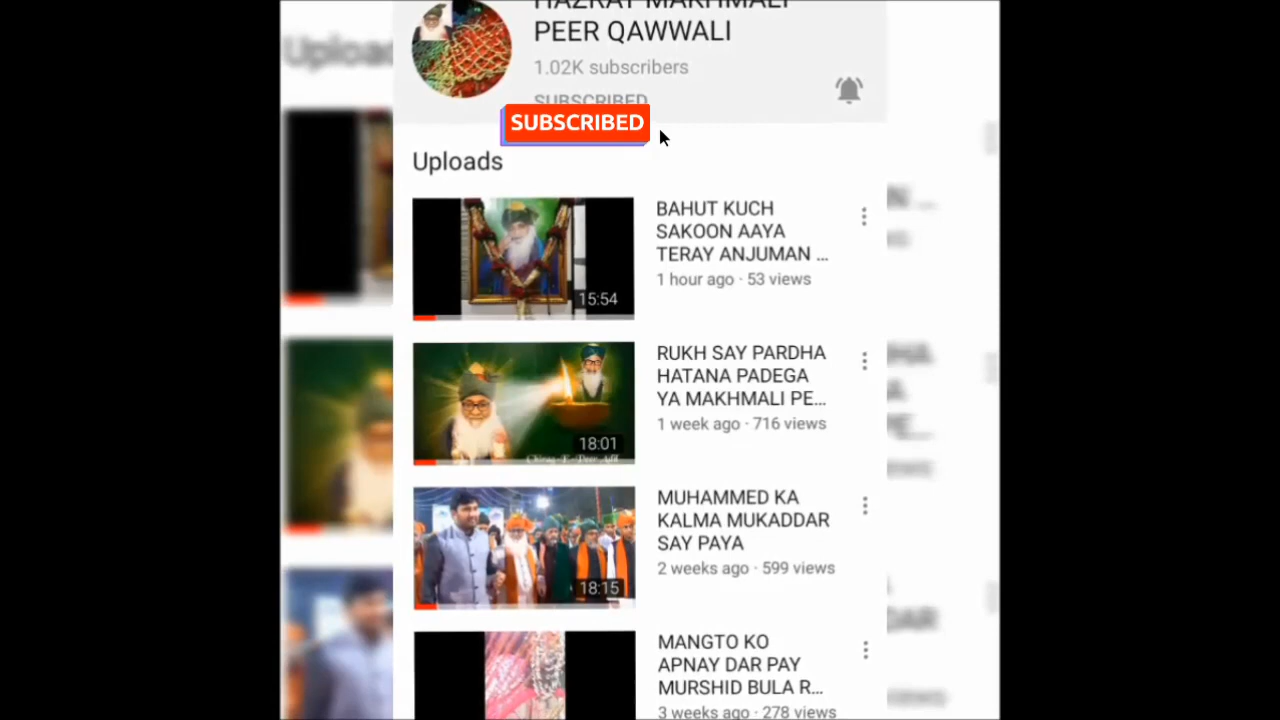 HAZRAT MAKHMALI
PEER QAWWALI
1.02K subscribers
SUBSCRIBED
SUBSCRIBED
Uploads
BAHUT KUCH
SAKOON AAYA
TERAY ANJUMAN ...
1 hour ago · 53 views
15:54
RUKH SAY PARDHA
HATANA PADEGA
YA MAKHMALI PE...
1 week ago · 716 views
18:01
MUHAMMED KA
KALMA MUKADDAR
SAY PAYA
2 weeks ago · 599 views
18:15
MANGTO KO
APNAY DAR PAY
MURSHID BULA R...
3 weeks ago · 278 views